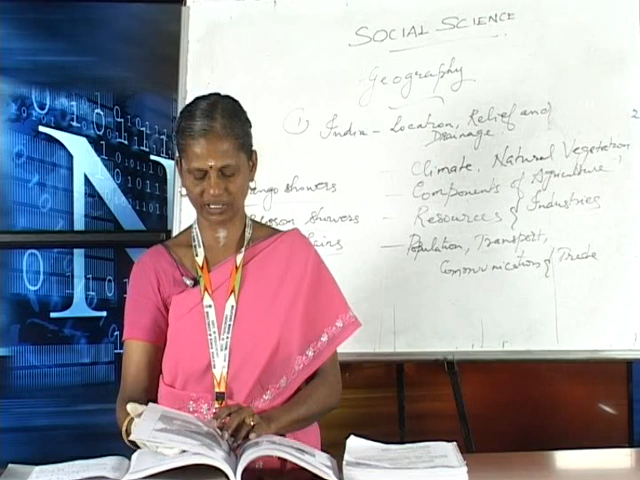 SOCIAL SCIENCE
Geography
① India - Location, Relief and
Drainage.
2
Climate, Natural Vegetation
showers
- Components of Agriculture
showers
- Resources & Industries
- Population, Transport,
Communication & Trade
N